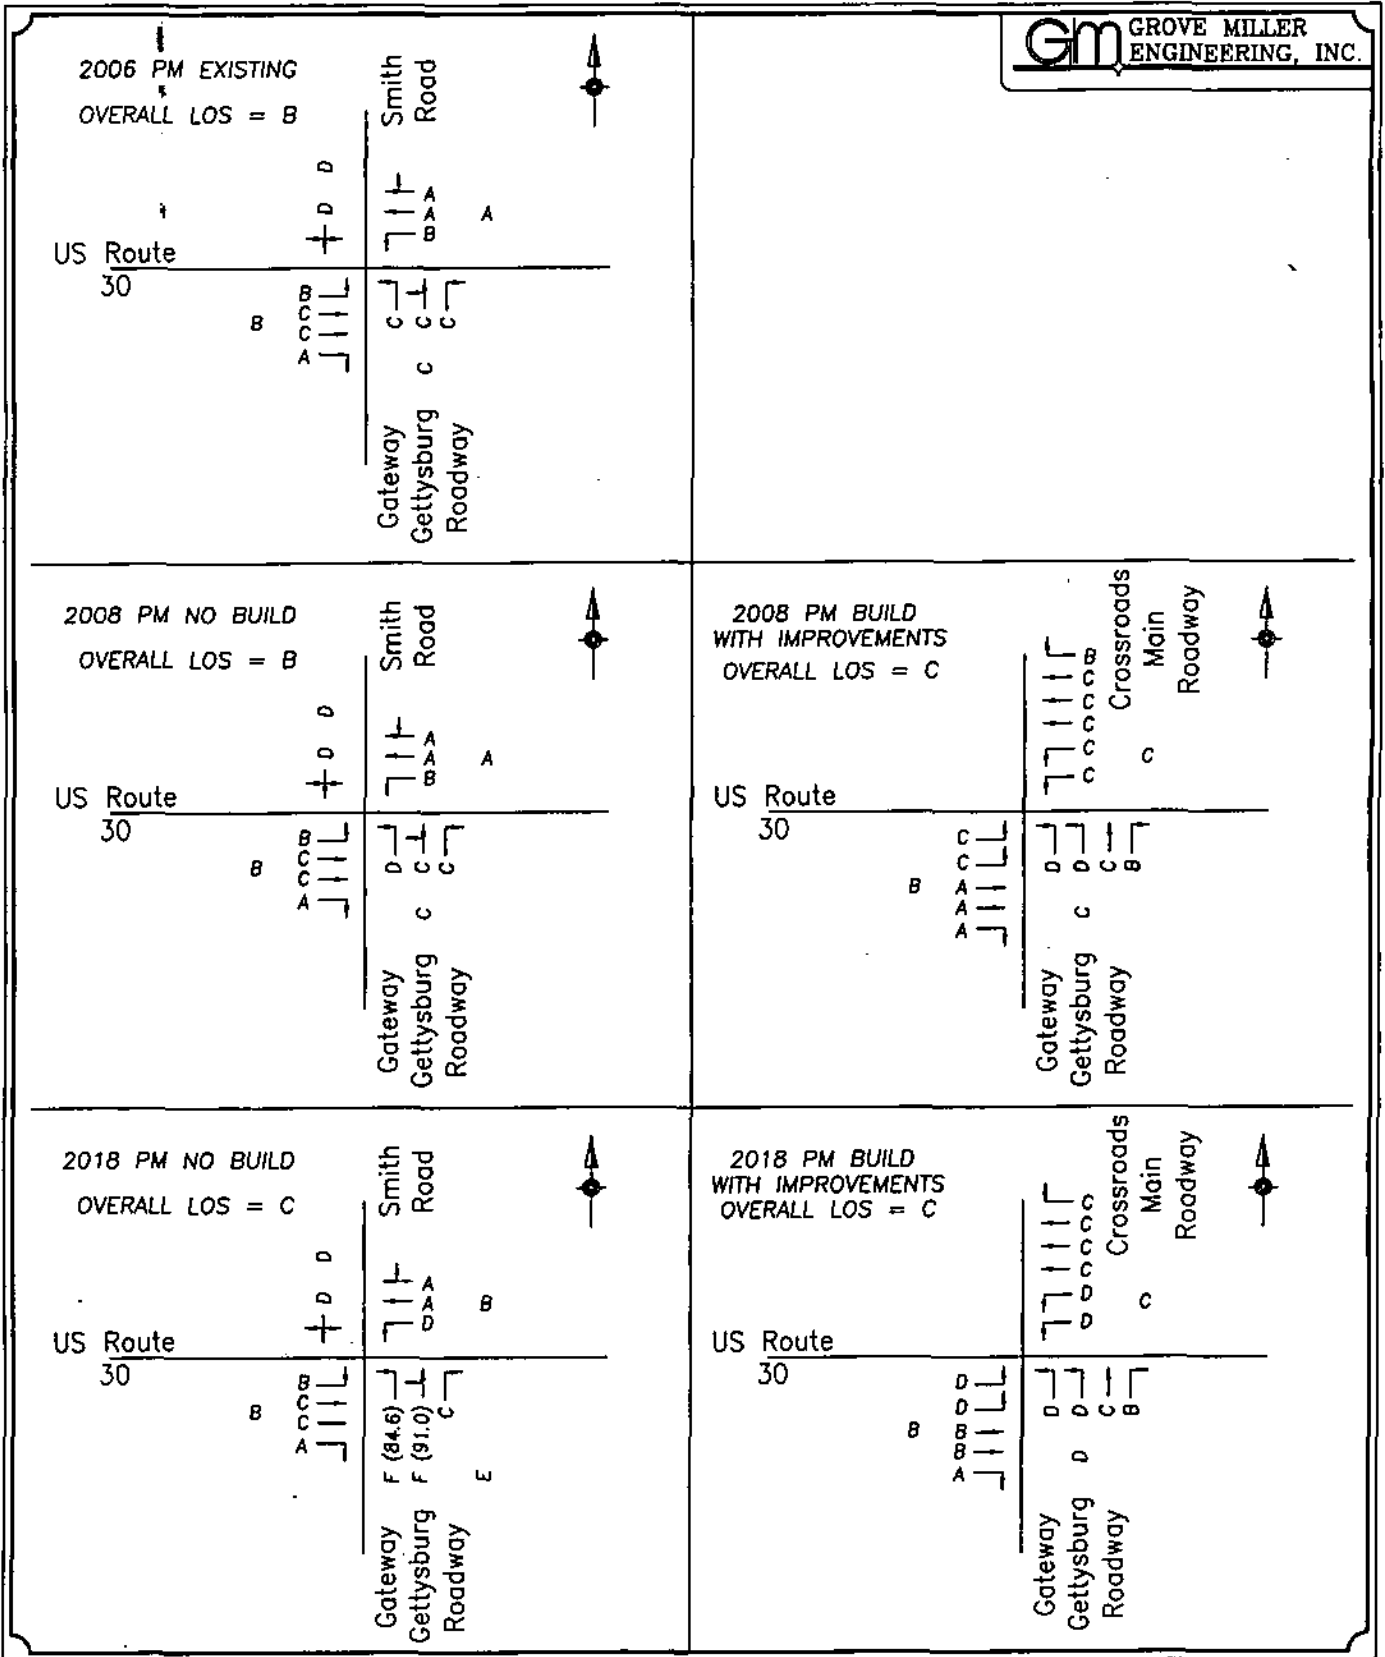 GROVE MILLER
ENGINEERING, INC.
Gm
2006 PM EXISTING
OVERALL LOS = B
Smith
Road
D
D
A
A
B
A
US Route
30
B
C
C
A
B
C
C
C
C
Gateway
Gettysburg
Roadway
2008 PM NO BUILD
OVERALL LOS = B
Smith
Road
D
D
A
A
B
A
US Route
30
B
C
C
A
B
D
C
C
C
Gateway
Gettysburg
Roadway
2008 PM BUILD
WITH IMPROVEMENTS
OVERALL LOS = C
Crossroads
Main
Roadway
B
C
C
C
C
C
C
US Route
30
C
C
A
A
A
B
D
D
C
B
C
Gateway
Gettysburg
Roadway
2018 PM NO BUILD
OVERALL LOS = C
Smith
Road
D
D
A
A
D
B
US Route
30
B
C
C
A
B
F (84.6)
F (91.0)
C
E
Gateway
Gettysburg
Roadway
2018 PM BUILD
WITH IMPROVEMENTS
OVERALL LOS = C
Crossroads
Main
Roadway
C
C
C
C
D
D
C
US Route
30
D
D
B
B
A
B
D
D
C
B
D
Gateway
Gettysburg
Roadway